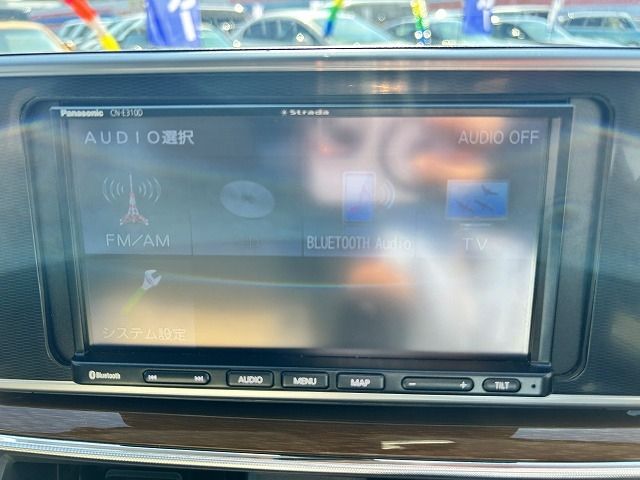 Panasonic CN-E310D Strada
AUDIO選択 AUDIO OFF
FM/AM BLUETOOTH Audio TV
システム設定
Bluetooth AUDIO MENU MAP − + TILT